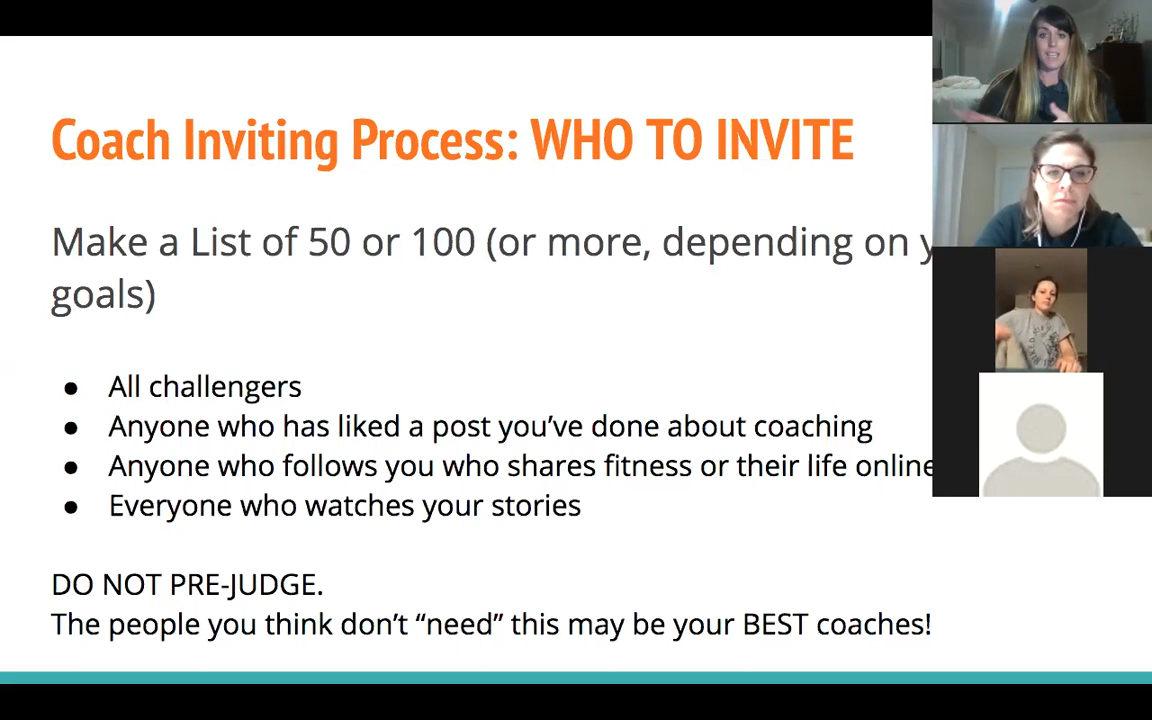 Coach Inviting Process: WHO TO INVITE
Make a List of 50 or 100 (or more, depending on
goals)
● All challengers
● Anyone who has liked a post you’ve done about coaching
● Anyone who follows you who shares fitness or their life online
● Everyone who watches your stories
DO NOT PRE-JUDGE.
The people you think don’t “need” this may be your BEST coaches!